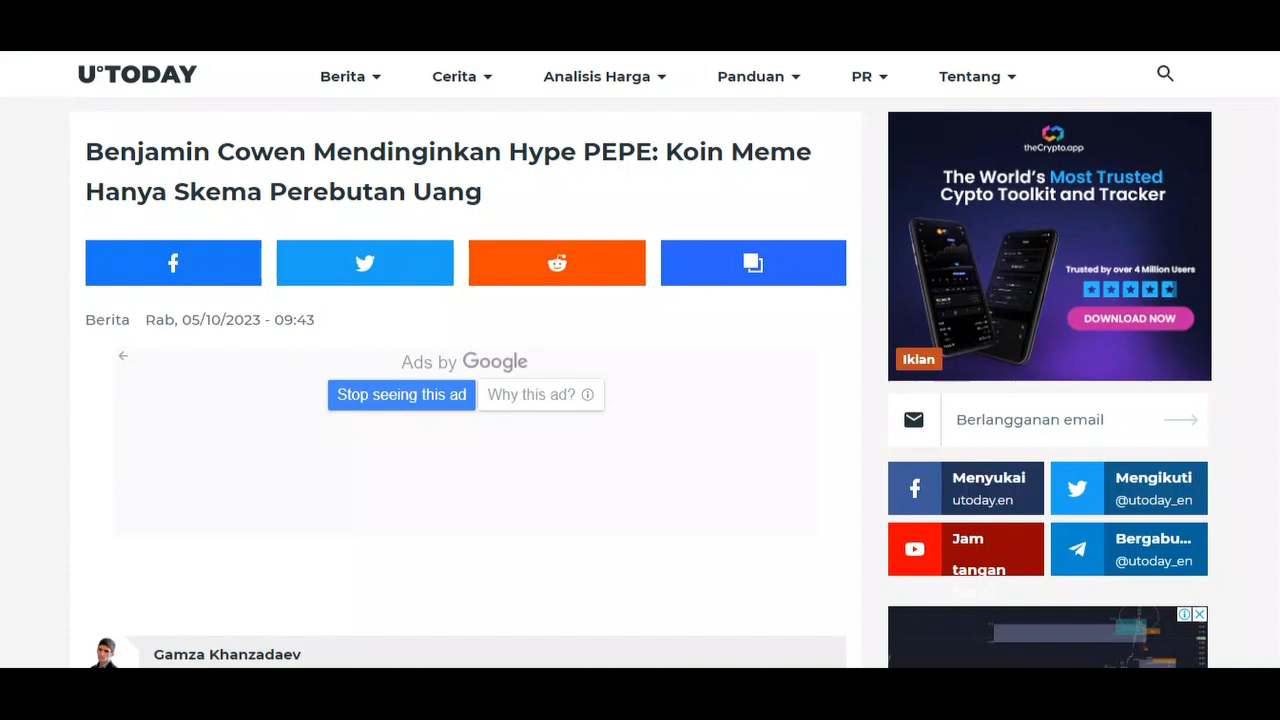 U°TODAY
Berita
Cerita
Analisis Harga
Panduan
PR
Tentang
Benjamin Cowen Mendinginkan Hype PEPE: Koin Meme
Hanya Skema Perebutan Uang
Berita Rab, 05/10/2023 - 09:43
Ads by Google
Stop seeing this ad
Why this ad?
Gamza Khanzadaev
theCrypto.app
The World's Most Trusted
Cypto Toolkit and Tracker
Trusted by over 4 Million Users
DOWNLOAD NOW
Iklan
Berlangganan email
Menyukai
utoday.en
Mengikuti
@utoday_en
Jam
tangan
Bergabu...
@utoday_en